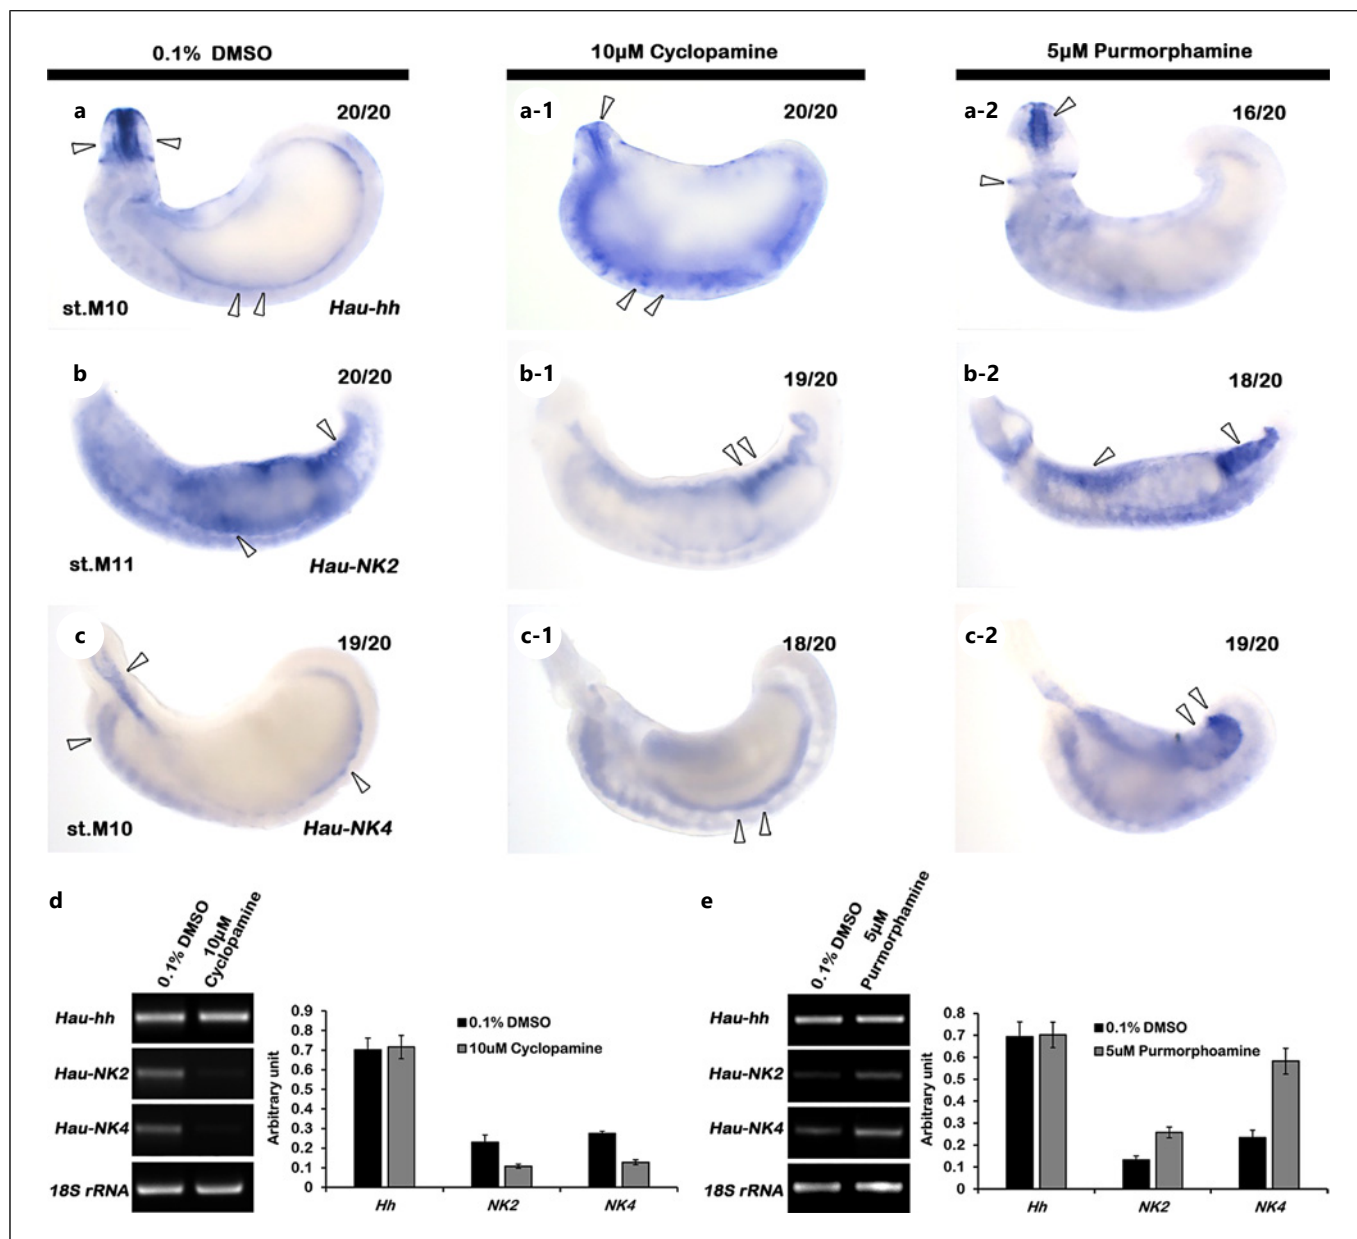 0.1% DMSO
10µM Cyclopamine
5µM Purmorphamine
a
20/20
st.M10
Hau-hh
a-1
20/20
a-2
16/20
b
20/20
st.M11
Hau-NK2
b-1
19/20
b-2
18/20
c
19/20
st.M10
Hau-NK4
c-1
18/20
c-2
19/20
d
0.1% DMSO
10µM
Cyclopamine
Hau-hh
Hau-NK2
Hau-NK4
18S rRNA
Arbitrary unit
0.9
0.8
0.7
0.6
0.5
0.4
0.3
0.2
0.1
0
0.1% DMSO
10uM Cyclopamine
Hh
NK2
NK4
e
0.1% DMSO
5µM
Purmorphamine
Hau-hh
Hau-NK2
Hau-NK4
18S rRNA
Arbitrary unit
0.8
0.7
0.6
0.5
0.4
0.3
0.2
0.1
0
0.1% DMSO
5uM Purmorphoamine
Hh
NK2
NK4